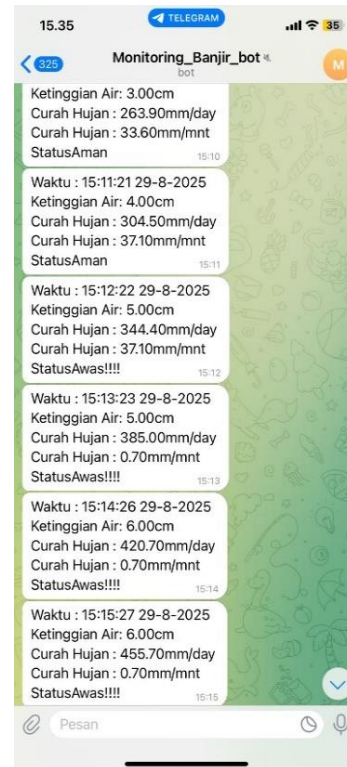 15.35
TELEGRAM
35
325
Monitoring_Banjir_bot
bot
M
Ketinggian Air: 3.00cm
Curah Hujan : 263.90mm/day
Curah Hujan : 33.60mm/mnt
StatusAman
15:10
Waktu : 15:11:21 29-8-2025
Ketinggian Air: 4.00cm
Curah Hujan : 304.50mm/day
Curah Hujan : 37.10mm/mnt
StatusAman
15:11
Waktu : 15:12:22 29-8-2025
Ketinggian Air: 5.00cm
Curah Hujan : 344.40mm/day
Curah Hujan : 37.10mm/mnt
StatusAwas!!!!
15:12
Waktu : 15:13:23 29-8-2025
Ketinggian Air: 5.00cm
Curah Hujan : 385.00mm/day
Curah Hujan : 0.70mm/mnt
StatusAwas!!!!
15:13
Waktu : 15:14:26 29-8-2025
Ketinggian Air: 6.00cm
Curah Hujan : 420.70mm/day
Curah Hujan : 0.70mm/mnt
StatusAwas!!!!
15:14
Waktu : 15:15:27 29-8-2025
Ketinggian Air: 6.00cm
Curah Hujan : 455.70mm/day
Curah Hujan : 0.70mm/mnt
StatusAwas!!!!
15:15
Pesan